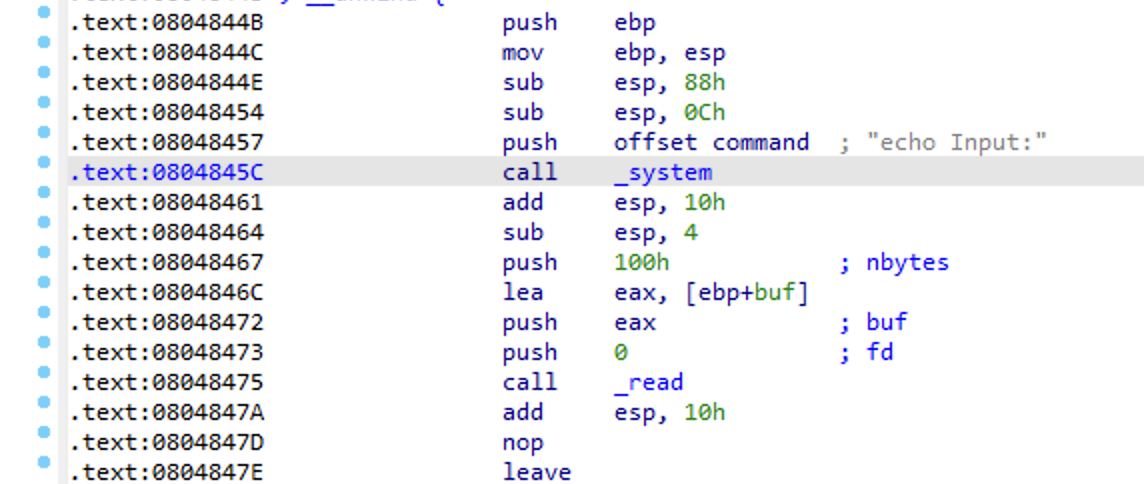 .text:0804844B push ebp
.text:0804844C mov ebp, esp
.text:0804844E sub esp, 88h
.text:08048454 sub esp, 0Ch
.text:08048457 push offset command ; "echo Input:"
.text:0804845C call _system
.text:08048461 add esp, 10h
.text:08048464 sub esp, 4
.text:08048467 push 100h ; nbytes
.text:0804846C lea eax, [ebp+buf]
.text:08048472 push eax ; buf
.text:08048473 push 0 ; fd
.text:08048475 call _read
.text:0804847A add esp, 10h
.text:0804847D nop
.text:0804847E leave